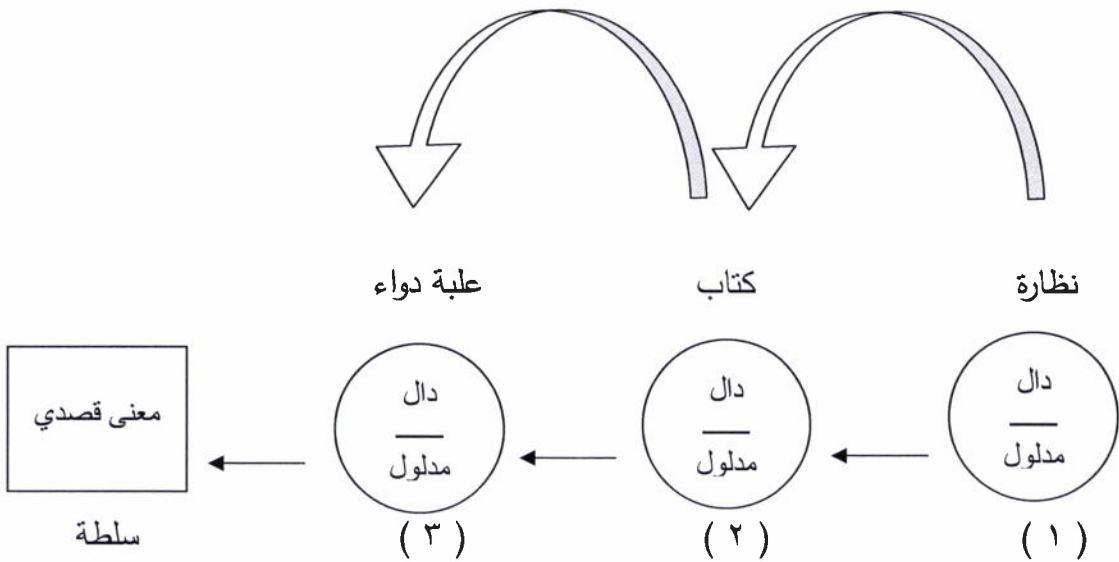 نظارة
كتاب
علبة دواء
دال
مدلول
دال
مدلول
دال
مدلول
معنى قصدي
( ١ )
( ٢ )
( ٣ )
سلطة